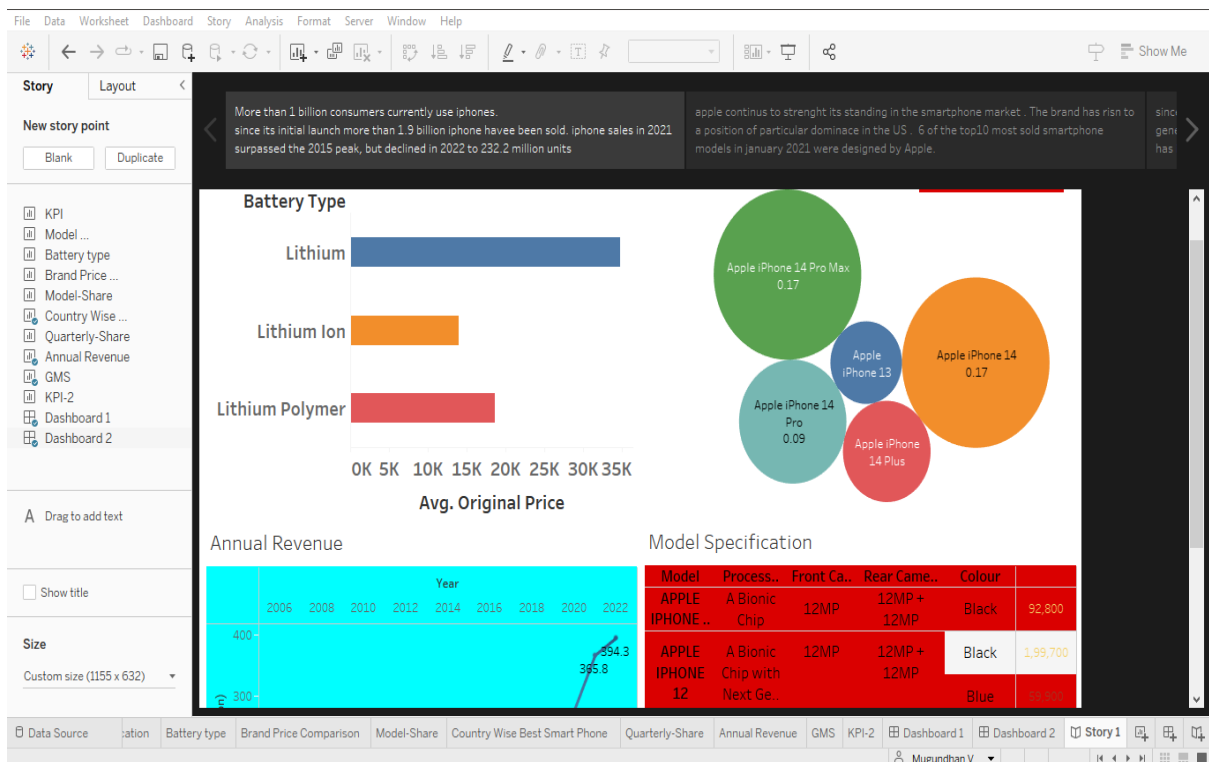 File Data Worksheet Dashboard Story Analysis Format Server Window Help
Show Me
Story Layout
New story point
Blank Duplicate
KPI
Model ...
Battery type
Brand Price ...
Model-Share
Country Wise ...
Quarterly-Share
Annual Revenue
GMS
KPI-2
Dashboard 1
Dashboard 2
A Drag to add text
Show title
Size
Custom size (1155 x 632)
More than 1 billion consumers currently use iphones.
since its initial launch more than 1.9 billion iphone havee been sold. iphone sales in 2021
surpassed the 2015 peak, but declined in 2022 to 232.2 million units
apple continus to strenght its standing in the smartphone market . The brand has risn to
a position of particular dominace in the US . 6 of the top10 most sold smartphone
models in january 2021 were designed by Apple.
has
Battery Type
Lithium
Lithium Ion
Lithium Polymer
0K 5K 10K 15K 20K 25K 30K 35K
Avg. Original Price
Apple iPhone 14 Pro Max
0.17
Apple
iPhone 13
Apple iPhone 14
0.17
Apple iPhone 14
Pro
0.09
Apple iPhone
14 Plus
Annual Revenue
Year
2006 2008 2010 2012 2014 2016 2018 2020 2022
400
394.3
365.8
300
Model Specification
Model Process.. Front Ca.. Rear Came.. Colour
APPLE
IPHONE ..
A Bionic
Chip
12MP
12MP +
12MP
Black
92,800
APPLE
IPHONE
12
A Bionic
Chip with
Next Ge..
12MP
12MP +
12MP
Black
1,99,700
Blue
Data Source Battery type Brand Price Comparison Model-Share Country Wise Best Smart Phone Quarterly-Share Annual Revenue GMS KPI-2 Dashboard 1 Dashboard 2 Story 1
Mugundhan V